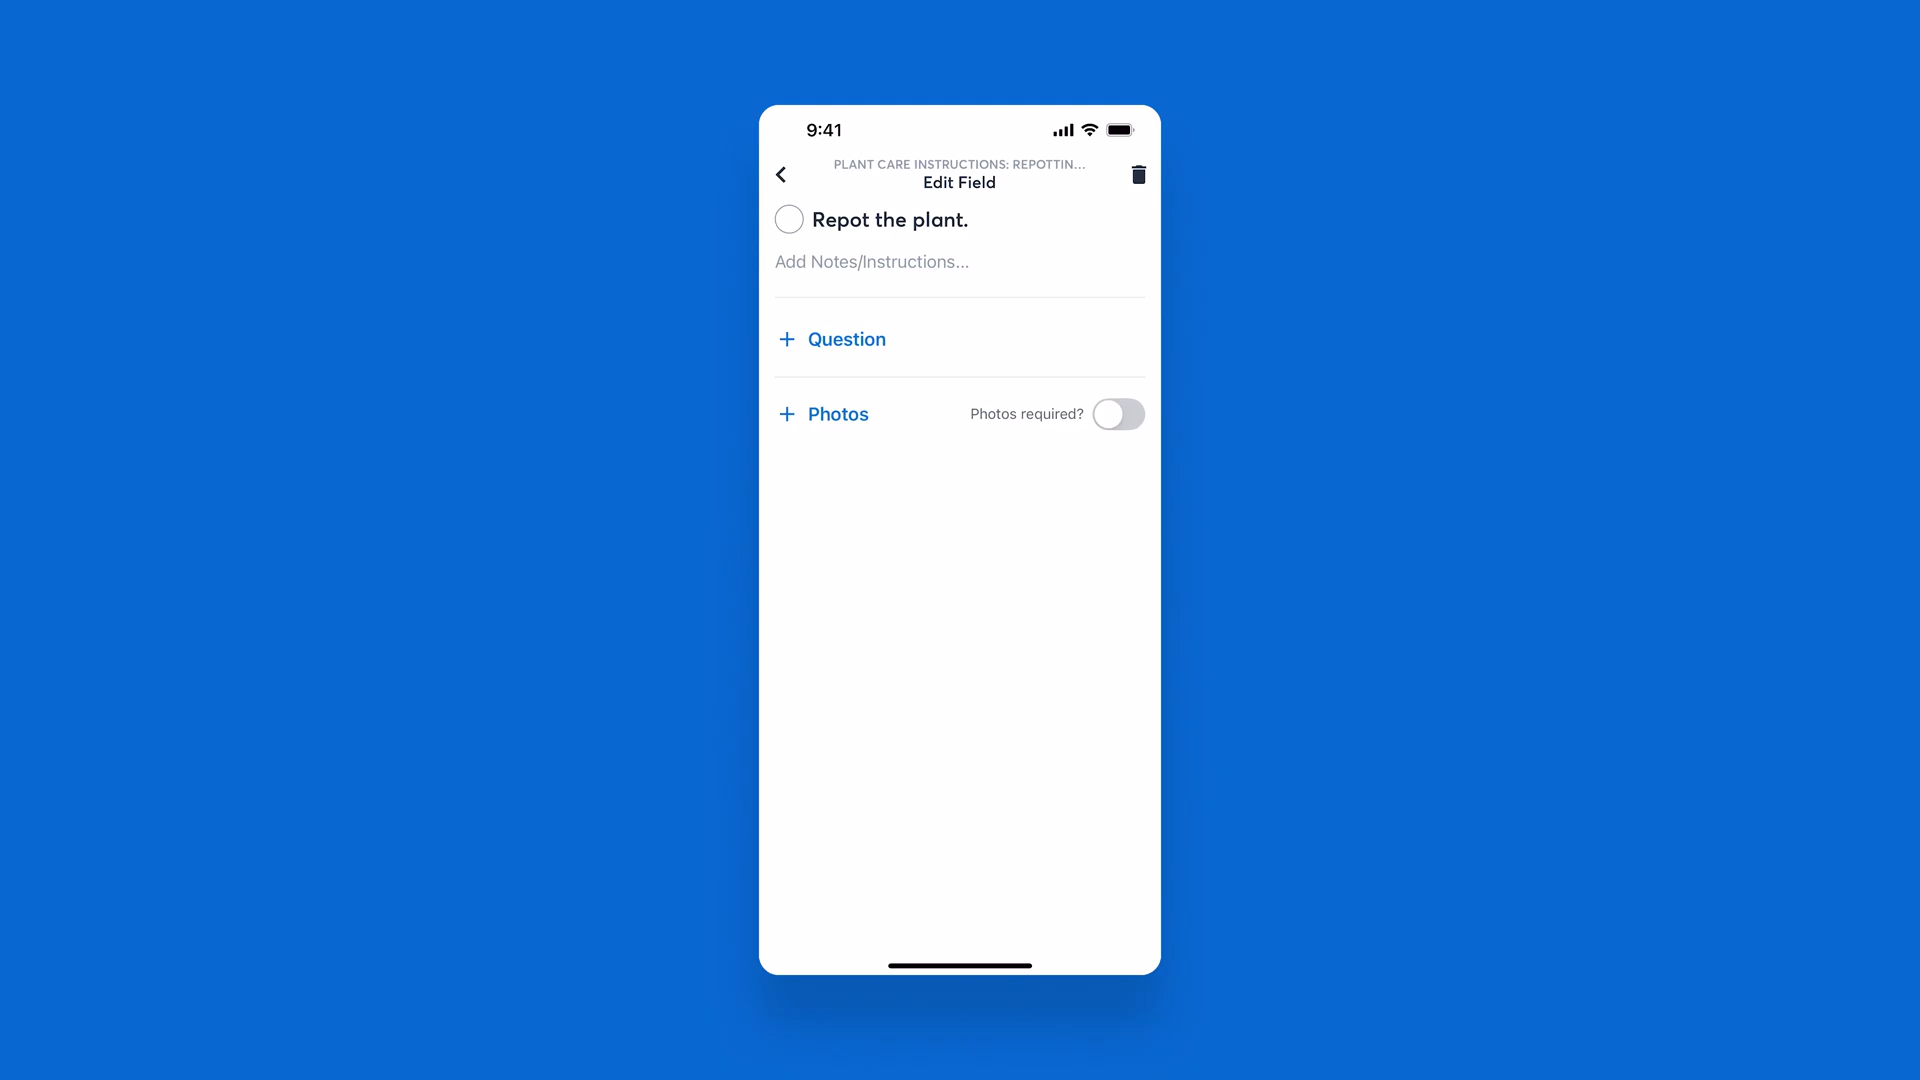 9:41
PLANT CARE INSTRUCTIONS: REPOTTIN...
Edit Field
Repot the plant.
Add Notes/Instructions...
+ Question
+ Photos Photos required?